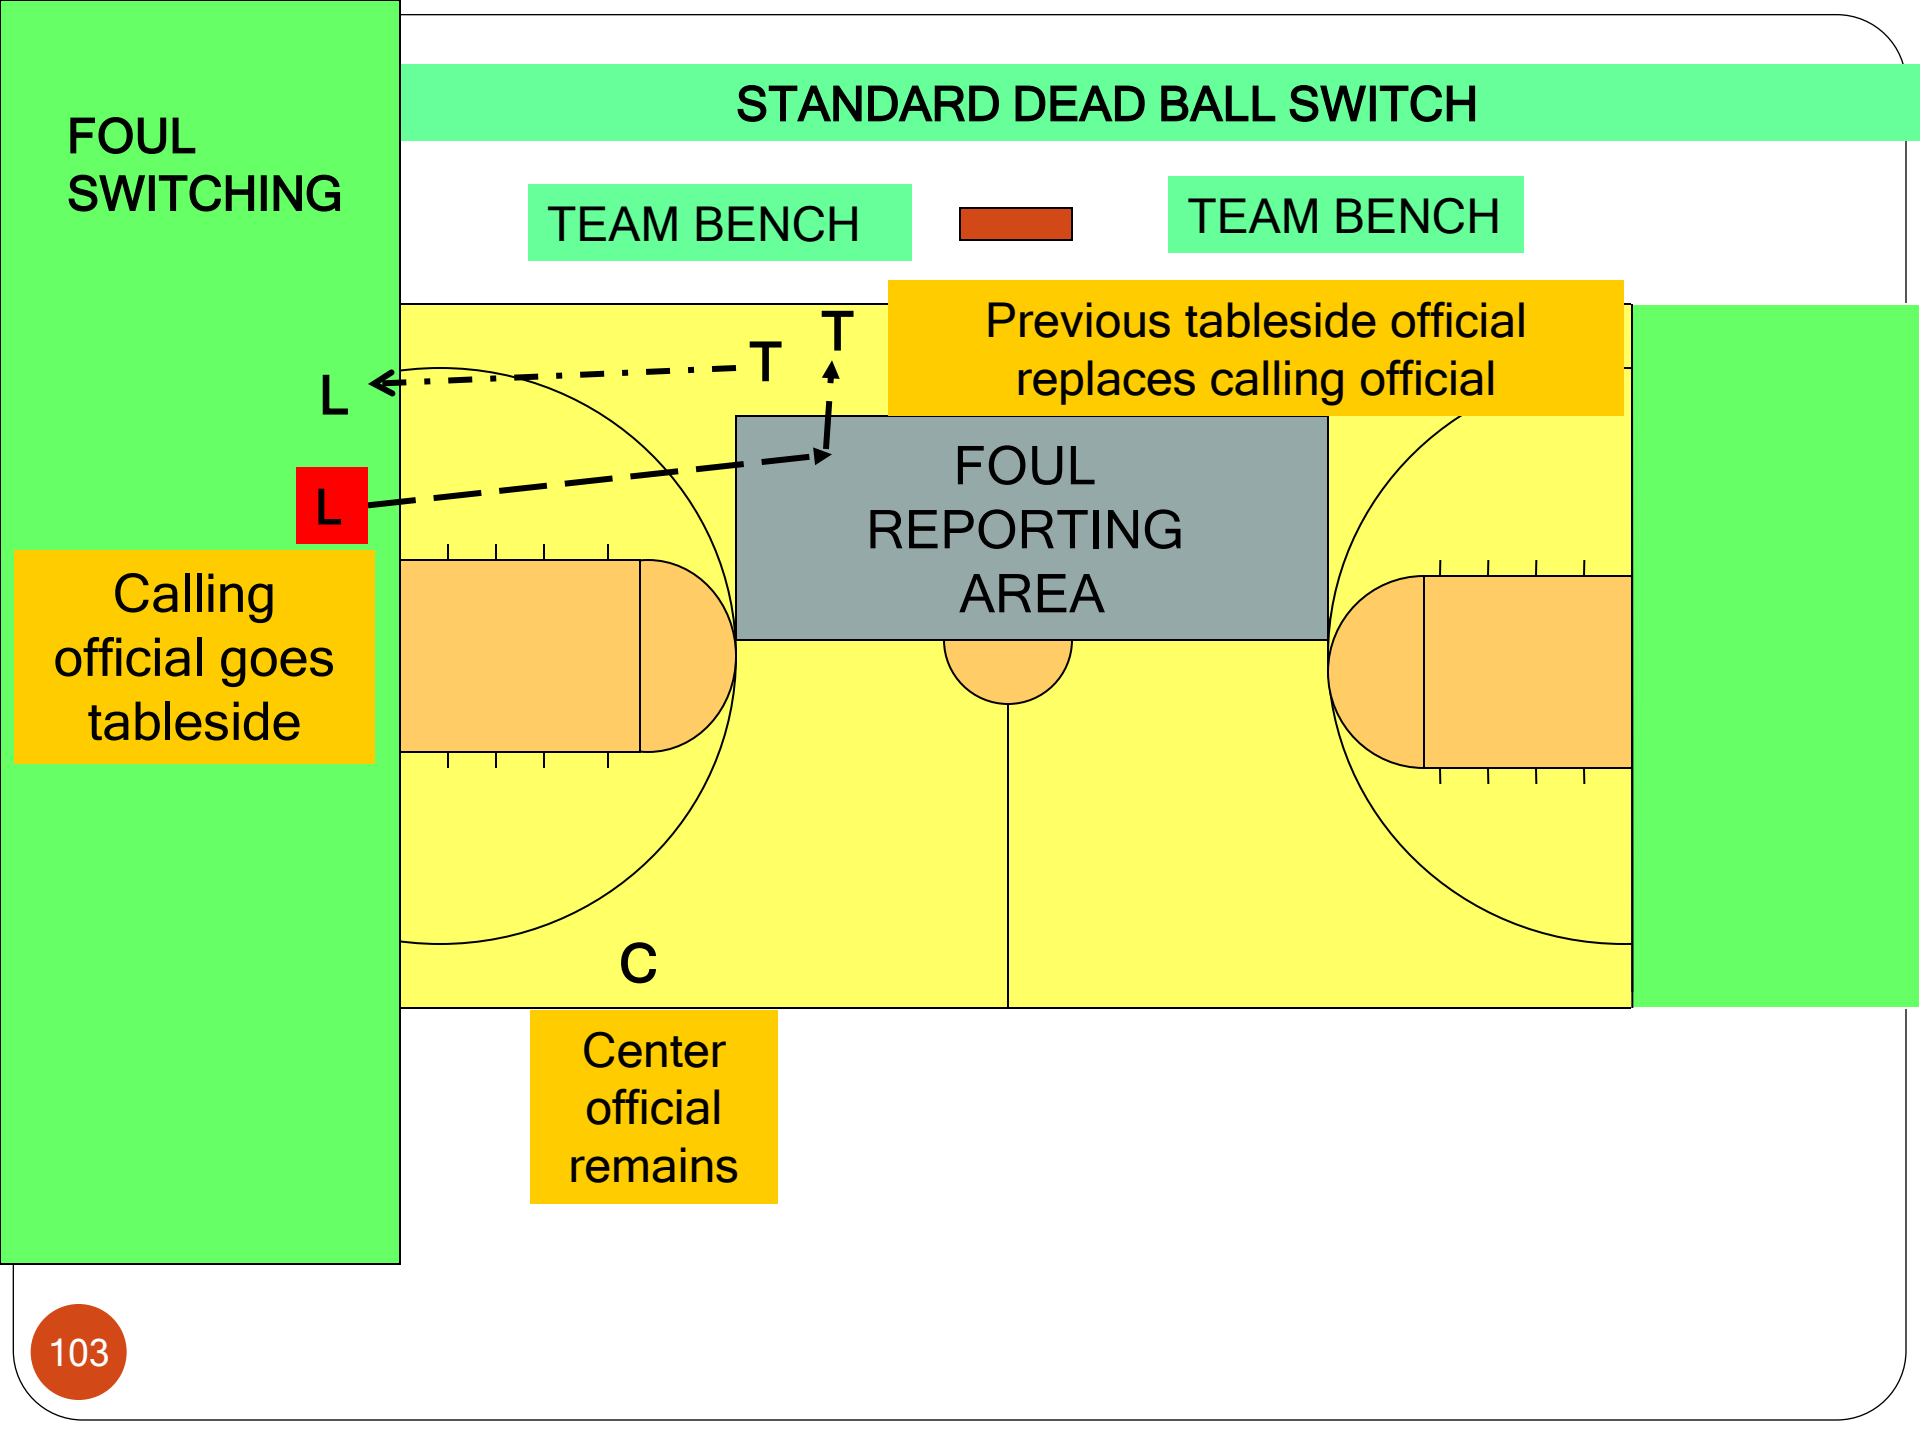 STANDARD DEAD BALL SWITCH
FOUL
SWITCHING
TEAM BENCH
TEAM BENCH
Previous tableside official
replaces calling official
T
T
L
L
FOUL
REPORTING
AREA
Calling
official goes
tableside
C
Center
official
remains
103